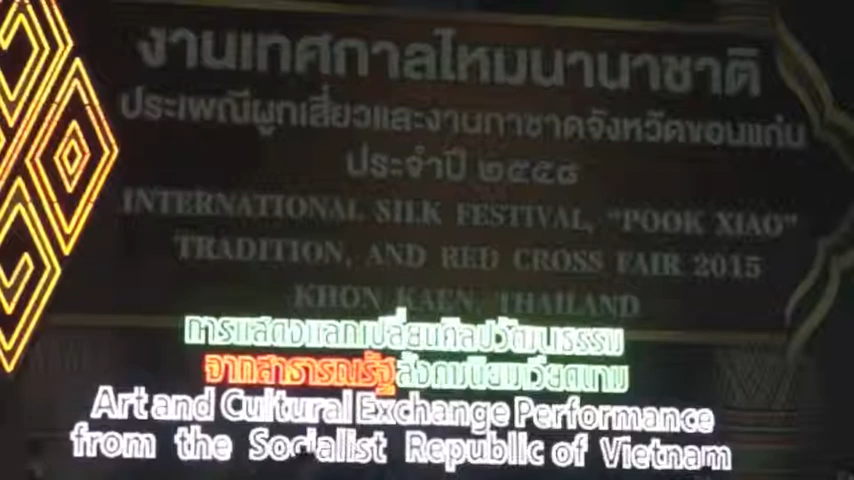 งานเทศกาลไหมนานาชาติ
ประเพณีผูกเสี่ยวและงานกาชาดจังหวัดขอนแก่น
ประจำปี ๒๕๕๘
INTERNATIONAL SILK FESTIVAL, "POOK XIAO"
TRADITION, AND RED CROSS FAIR 2015
KHON KAEN, THAILAND
การแสดงแลกเปลี่ยนศิลปวัฒนธรรม
จากสาธารณรัฐสังคมนิยมเวียดนาม
Art and Cultural Exchange Performance
from the Socialist Republic of Vietnam